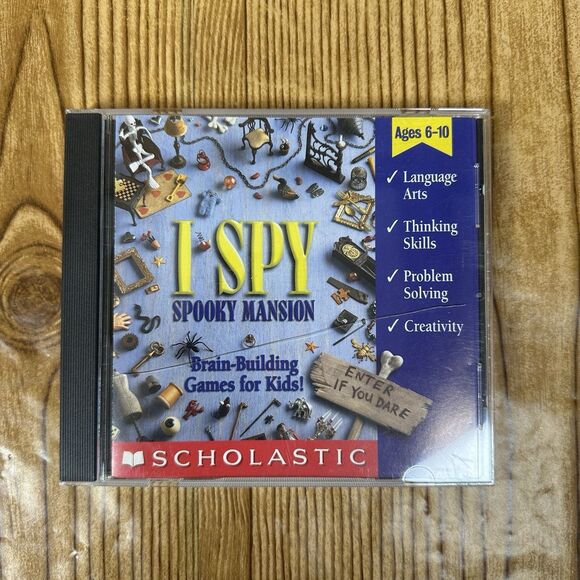 Ages 6-10
✓ Language
Arts
✓ Thinking
Skills
✓ Problem
Solving
✓ Creativity
I SPY
SPOOKY MANSION
Brain-Building
Games for Kids!
ENTER
IF YOU DARE
SCHOLASTIC